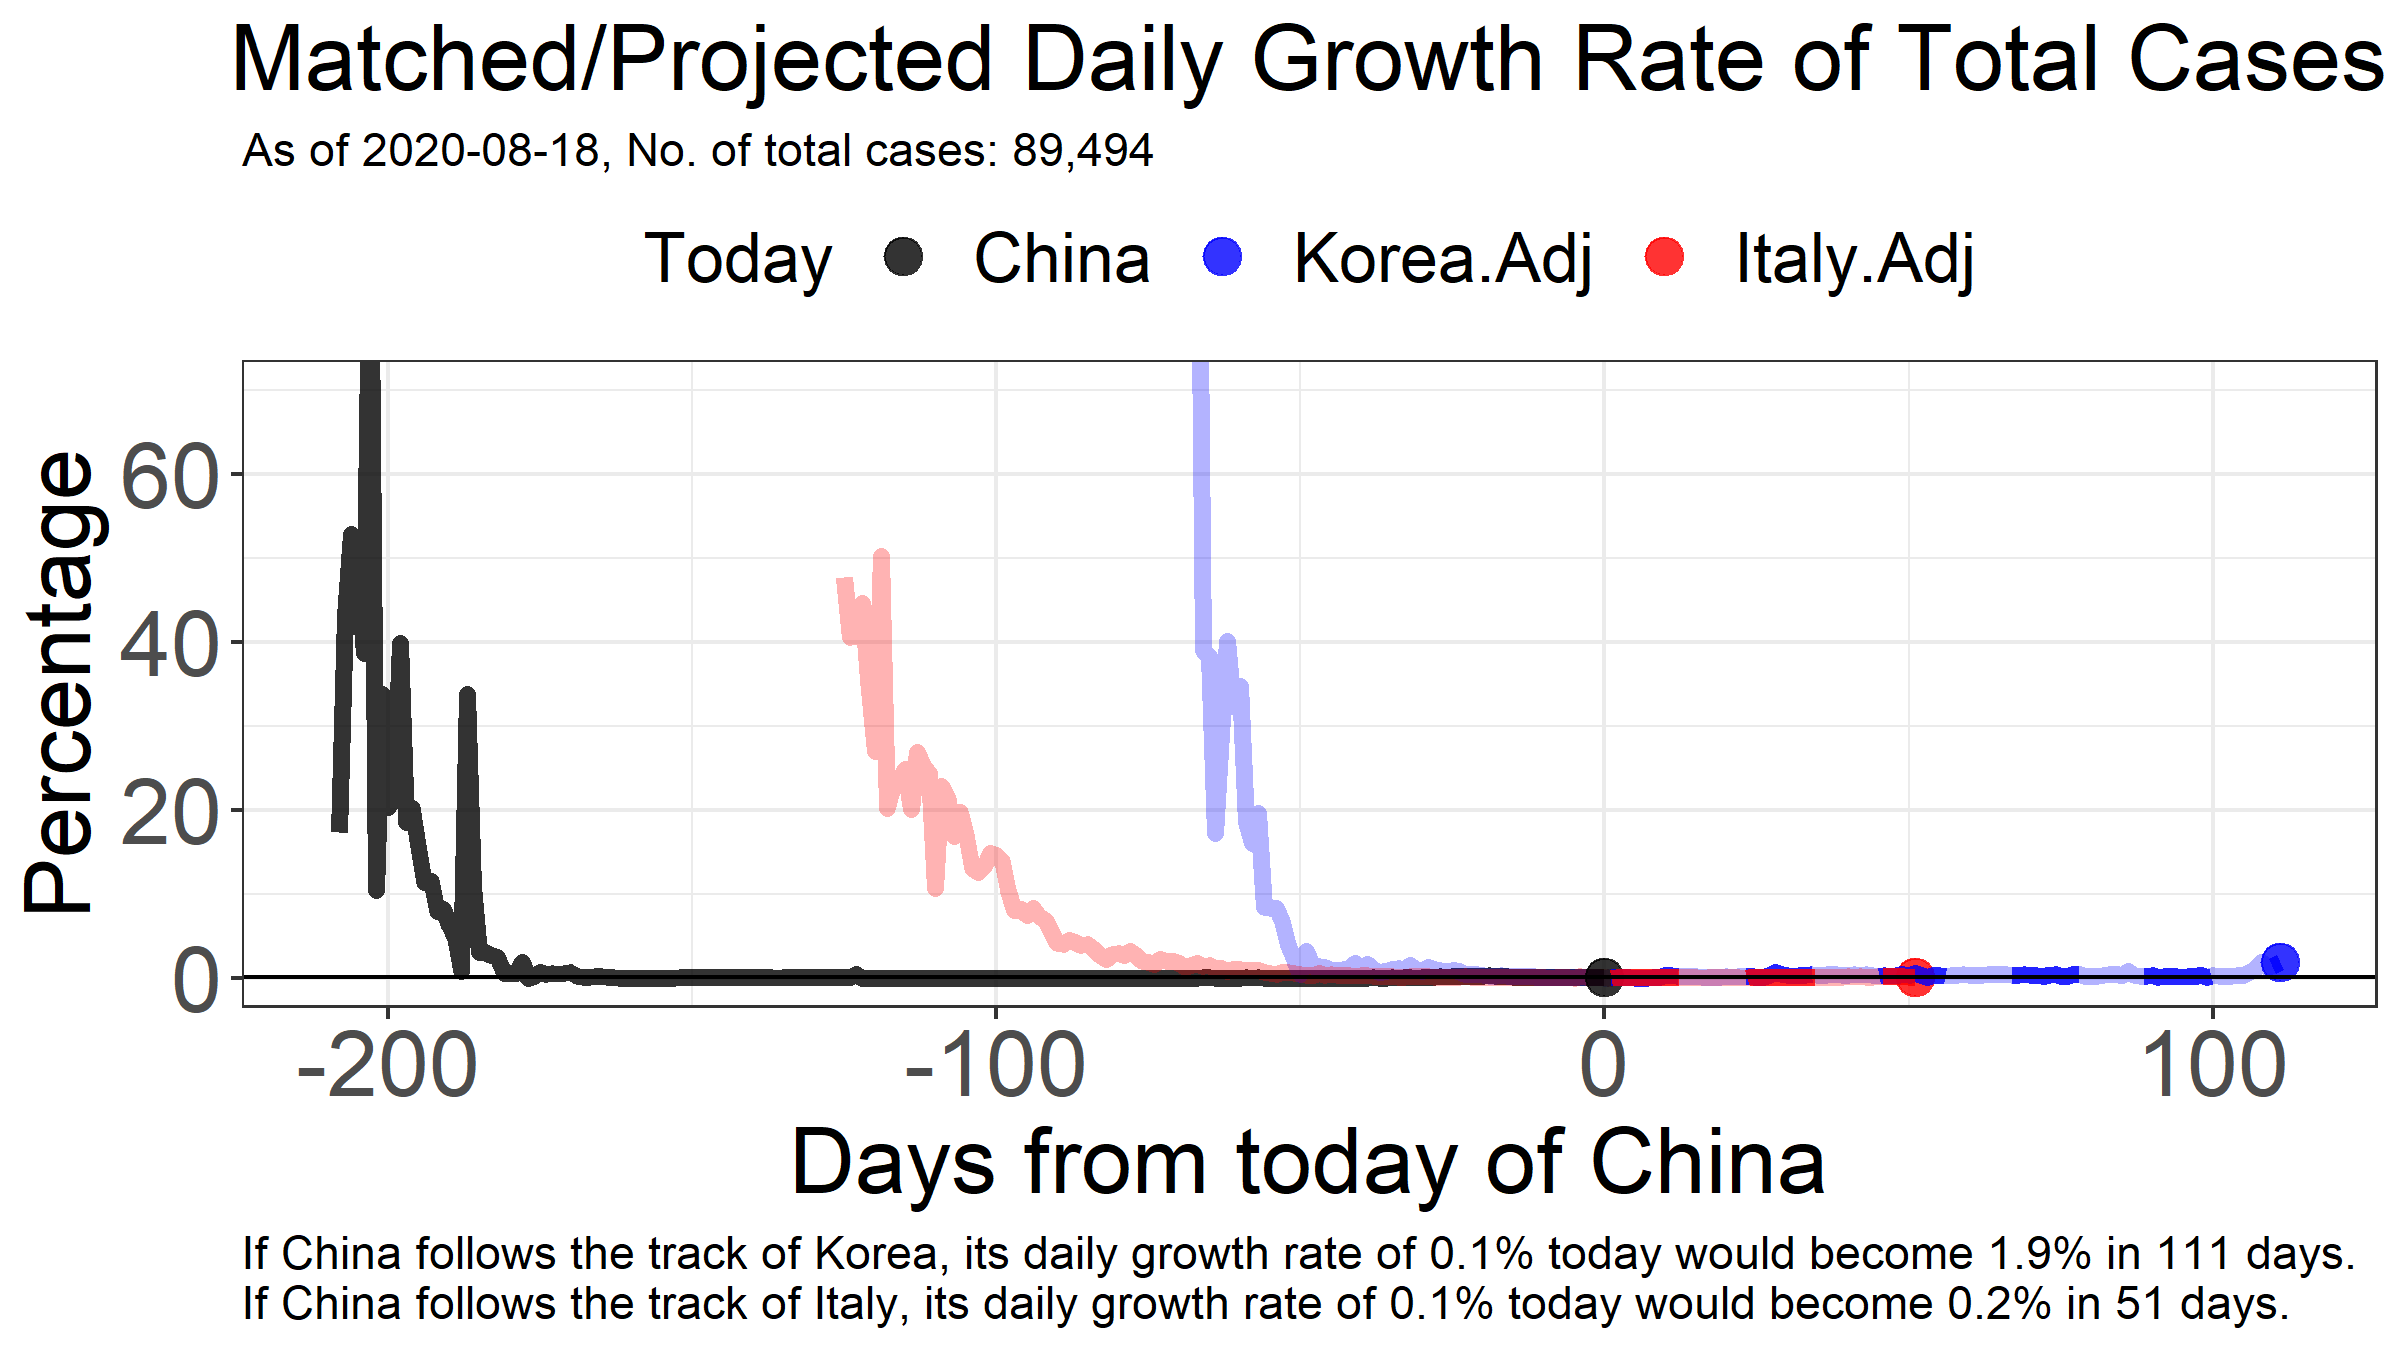 Matched/Projected Daily Growth Rate of Total Cases
As of 2020-08-18, No. of total cases: 89,494
Today China Korea.Adj Italy.Adj
Percentage
60
40
20
0
-200 -100 0 100
Days from today of China
If China follows the track of Korea, its daily growth rate of 0.1% today would become 1.9% in 111 days.
If China follows the track of Italy, its daily growth rate of 0.1% today would become 0.2% in 51 days.